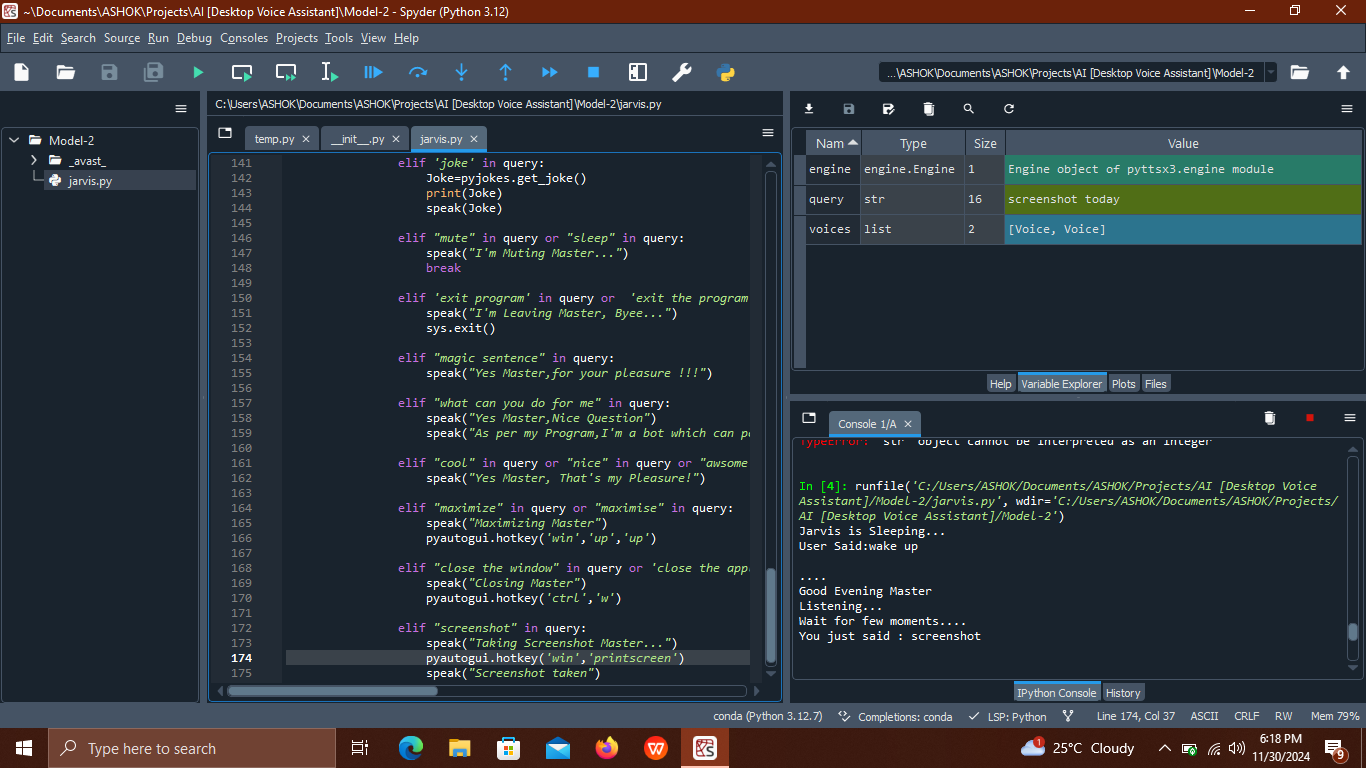 ~\Documents\ASHOK\Projects\AI [Desktop Voice Assistant]\Model-2 - Spyder (Python 3.12)
File Edit Search Source Run Debug Consoles Projects Tools View Help
...\ASHOK\Documents\ASHOK\Projects\AI [Desktop Voice Assistant]\Model-2
Model-2
_avast_
jarvis.py
C:\Users\ASHOK\Documents\ASHOK\Projects\AI [Desktop Voice Assistant]\Model-2\jarvis.py
temp.py __init__.py jarvis.py
141 elif 'joke' in query:
142 Joke=pyjokes.get_joke()
143 print(Joke)
144 speak(Joke)
145
146 elif "mute" in query or "sleep" in query:
147 speak("I'm Muting Master...")
148 break
149
150 elif 'exit program' in query or  'exit the program
151 speak("I'm Leaving Master, Byee...")
152 sys.exit()
153
154 elif "magic sentence" in query:
155 speak("Yes Master,for your pleasure !!!")
156
157 elif "what can you do for me" in query:
158 speak("Yes Master,Nice Question")
159 speak("As per my Program,I'm a bot which can pe
160
161 elif "cool" in query or "nice" in query or "awsome
162 speak("Yes Master, That's my Pleasure!")
163
164 elif "maximize" in query or "maximise" in query:
165 speak("Maximizing Master")
166 pyautogui.hotkey('win','up','up')
167
168 elif "close the window" in query or 'close the app
169 speak("Closing Master")
170 pyautogui.hotkey('ctrl','w')
171
172 elif "screenshot" in query:
173 speak("Taking Screenshot Master...")
174 pyautogui.hotkey('win','printscreen')
175 speak("Screenshot taken")
Nam Type Size Value
engine engine.Engine 1 Engine object of pyttsx3.engine module
query str 16 screenshot today
voices list 2 [Voice, Voice]
Help Variable Explorer Plots Files
Console 1/A
TypeError: 'str' object cannot be interpreted as an integer
In [4]: runfile('C:/Users/ASHOK/Documents/ASHOK/Projects/AI [Desktop Voice
Assistant]/Model-2/jarvis.py', wdir='C:/Users/ASHOK/Documents/ASHOK/Projects/
AI [Desktop Voice Assistant]/Model-2')
Jarvis is Sleeping...
User Said:wake up
....
Good Evening Master
Listening...
Wait for few moments....
You just said : screenshot
IPython Console History
conda (Python 3.12.7) Completions: conda LSP: Python Line 174, Col 37 ASCII CRLF RW Mem 79%
Type here to search
1
25°C Cloudy
6:18 PM
11/30/2024
9